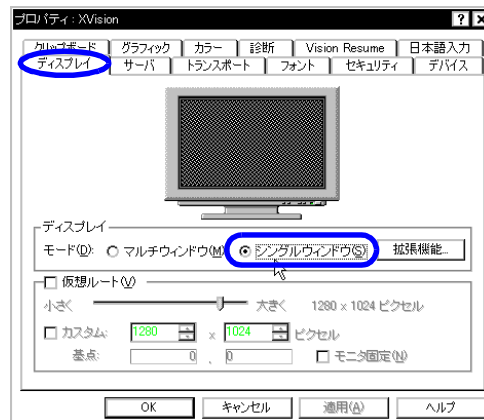 プロパティ : XVision
クリップボード グラフィック カラー 診断 Vision Resume 日本語入力
ディスプレイ サーバ トランスポート フォント セキュリティ デバイス
ディスプレイ
モード(D): マルチウィンドウ(M) シングルウィンドウ(S) 拡張機能...
仮想ルート(V)
小さく 大きく 1280 x 1024 ピクセル
カスタム: 1280 x 1024 ピクセル
基点: 0 , 0 モニタ固定(N)
OK キャンセル 適用(A) ヘルプ